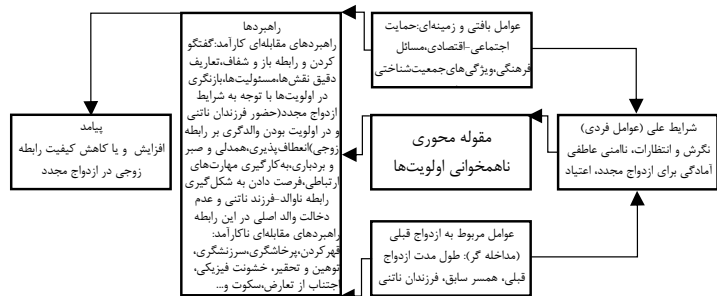 شرایط علی (عوامل فردی)
نگرش و انتظارات، ناامنی عاطفی
آمادگی برای ازدواج مجدد، اعتیاد
عوامل بافتی و زمینه‌ای:حمایت
اجتماعی-اقتصادی،مسائل
فرهنگی،ویژگی‌های جمعیت‌شناختی
مقوله محوری
ناهمخوانی اولویت‌ها
عوامل مربوط به ازدواج قبلی
(مداخله گر): طول مدت ازدواج
قبلی، همسر سابق، فرزندان ناتنی
راهبردها
راهبردهای مقابله‌ای کارآمد:گفتگو
کردن و رابطه باز و شفاف،تعاریف
دقیق نقش‌ها،مسئولیت‌ها،بازنگری
در اولویت‌ها با توجه به شرایط
ازدواج مجدد(حضور فرزندان ناتنی
و در اولویت بودن والدگری بر رابطه
زوجی)انعطاف‌پذیری،همدلی و صبر
و بردباری،به‌کارگیری مهارت‌های
ارتباطی،فرصت دادن به شکل‌گیری
رابطه ناوالد-فرزند ناتنی و عدم
دخالت والد اصلی در این رابطه
راهبردهای مقابله‌ای ناکارآمد:
قهرکردن،پرخاشگری،سرزنشگری،
توهین و تحقیر، خشونت فیزیکی،
اجتناب از تعارض،سکوت و...
پیامد
افزایش و یا کاهش کیفیت رابطه
زوجی در ازدواج مجدد